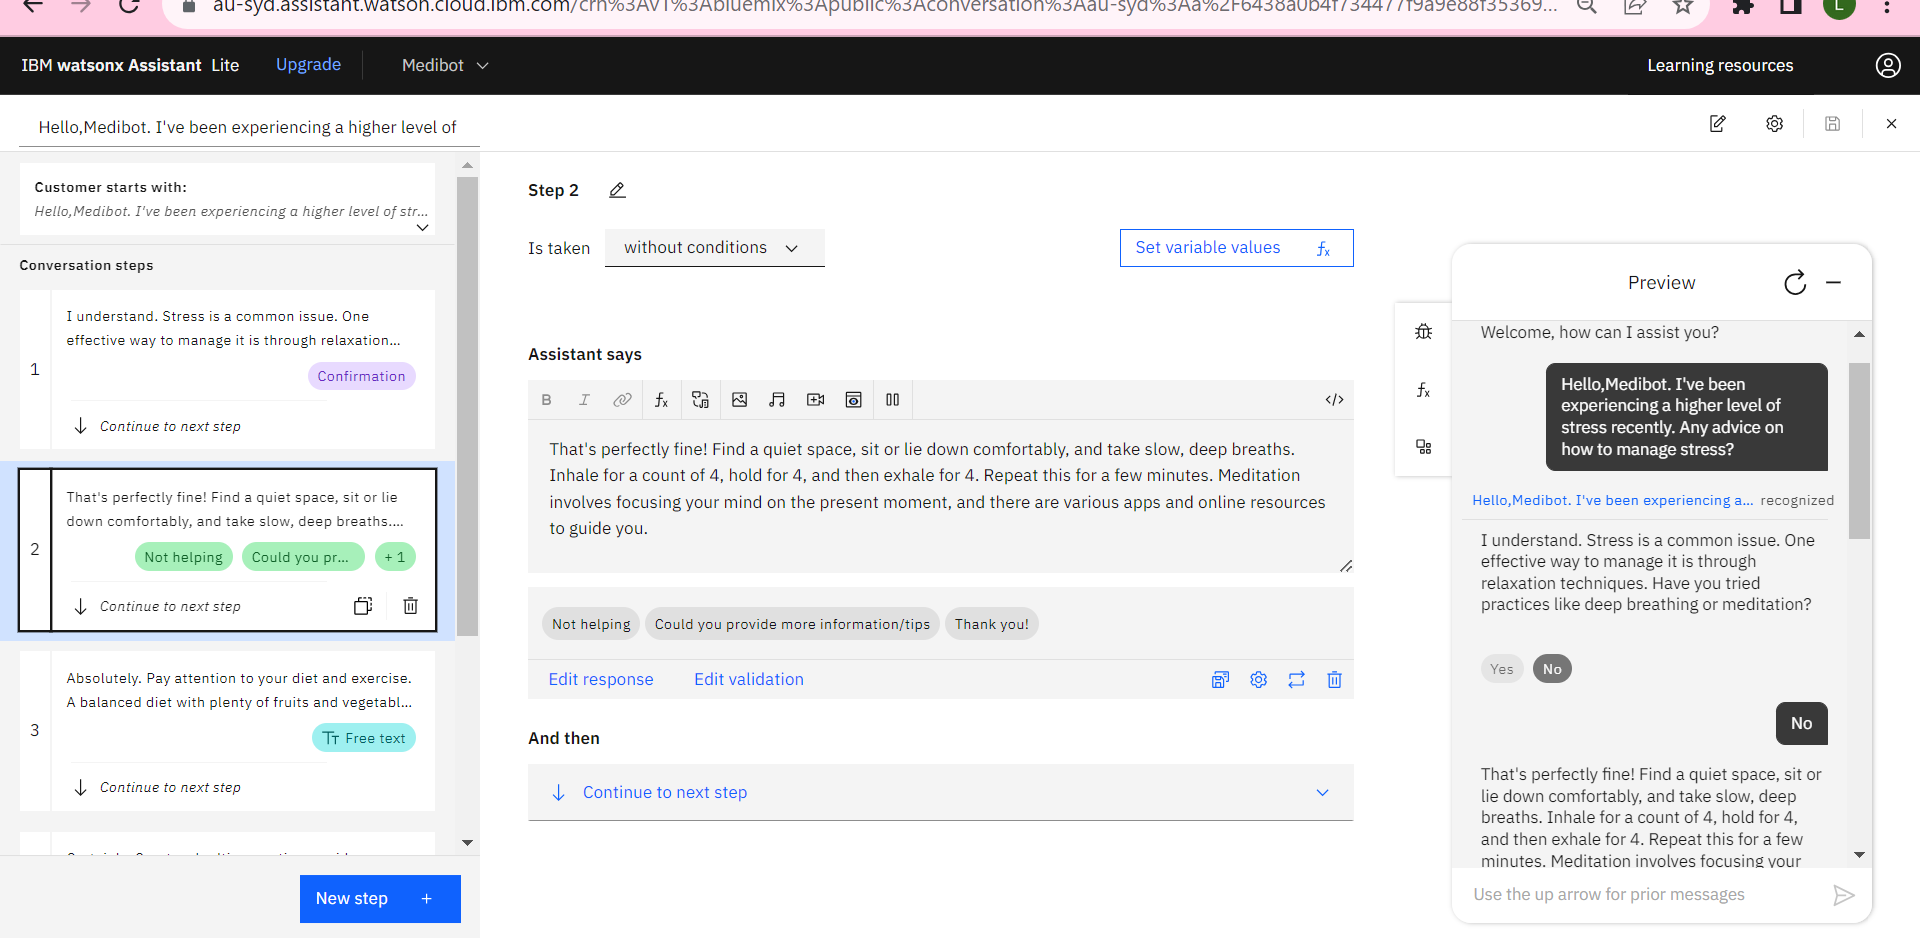 au-syd.assistant.watson.cloud.ibm.com/crn%3Av1%3Abluemix%3Apublic%3Aconversation%3Aau-syd%3Aa%2F6438a0b4f734477f9a9e88f35369...
L
IBM watsonx Assistant Lite
Upgrade
Medibot
Learning resources
Hello,Medibot. I've been experiencing a higher level of
Customer starts with:
Hello,Medibot. I've been experiencing a higher level of str...
Conversation steps
1
I understand. Stress is a common issue. One
effective way to manage it is through relaxation...
Confirmation
Continue to next step
2
That's perfectly fine! Find a quiet space, sit or lie
down comfortably, and take slow, deep breaths....
Not helping
Could you pr...
+ 1
Continue to next step
3
Absolutely. Pay attention to your diet and exercise.
A balanced diet with plenty of fruits and vegetabl...
Free text
Continue to next step
New step +
Step 2
Is taken
without conditions
Set variable values
Assistant says
B
I
That's perfectly fine! Find a quiet space, sit or lie down comfortably, and take slow, deep breaths.
Inhale for a count of 4, hold for 4, and then exhale for 4. Repeat this for a few minutes. Meditation
involves focusing your mind on the present moment, and there are various apps and online resources
to guide you.
Not helping
Could you provide more information/tips
Thank you!
Edit response
Edit validation
And then
Continue to next step
Preview
Welcome, how can I assist you?
Hello,Medibot. I've been
experiencing a higher level of
stress recently. Any advice on
how to manage stress?
Hello,Medibot. I've been experiencing a... recognized
I understand. Stress is a common issue. One
effective way to manage it is through
relaxation techniques. Have you tried
practices like deep breathing or meditation?
Yes
No
No
That's perfectly fine! Find a quiet space, sit or
lie down comfortably, and take slow, deep
breaths. Inhale for a count of 4, hold for 4,
and then exhale for 4. Repeat this for a few
minutes. Meditation involves focusing your
Use the up arrow for prior messages